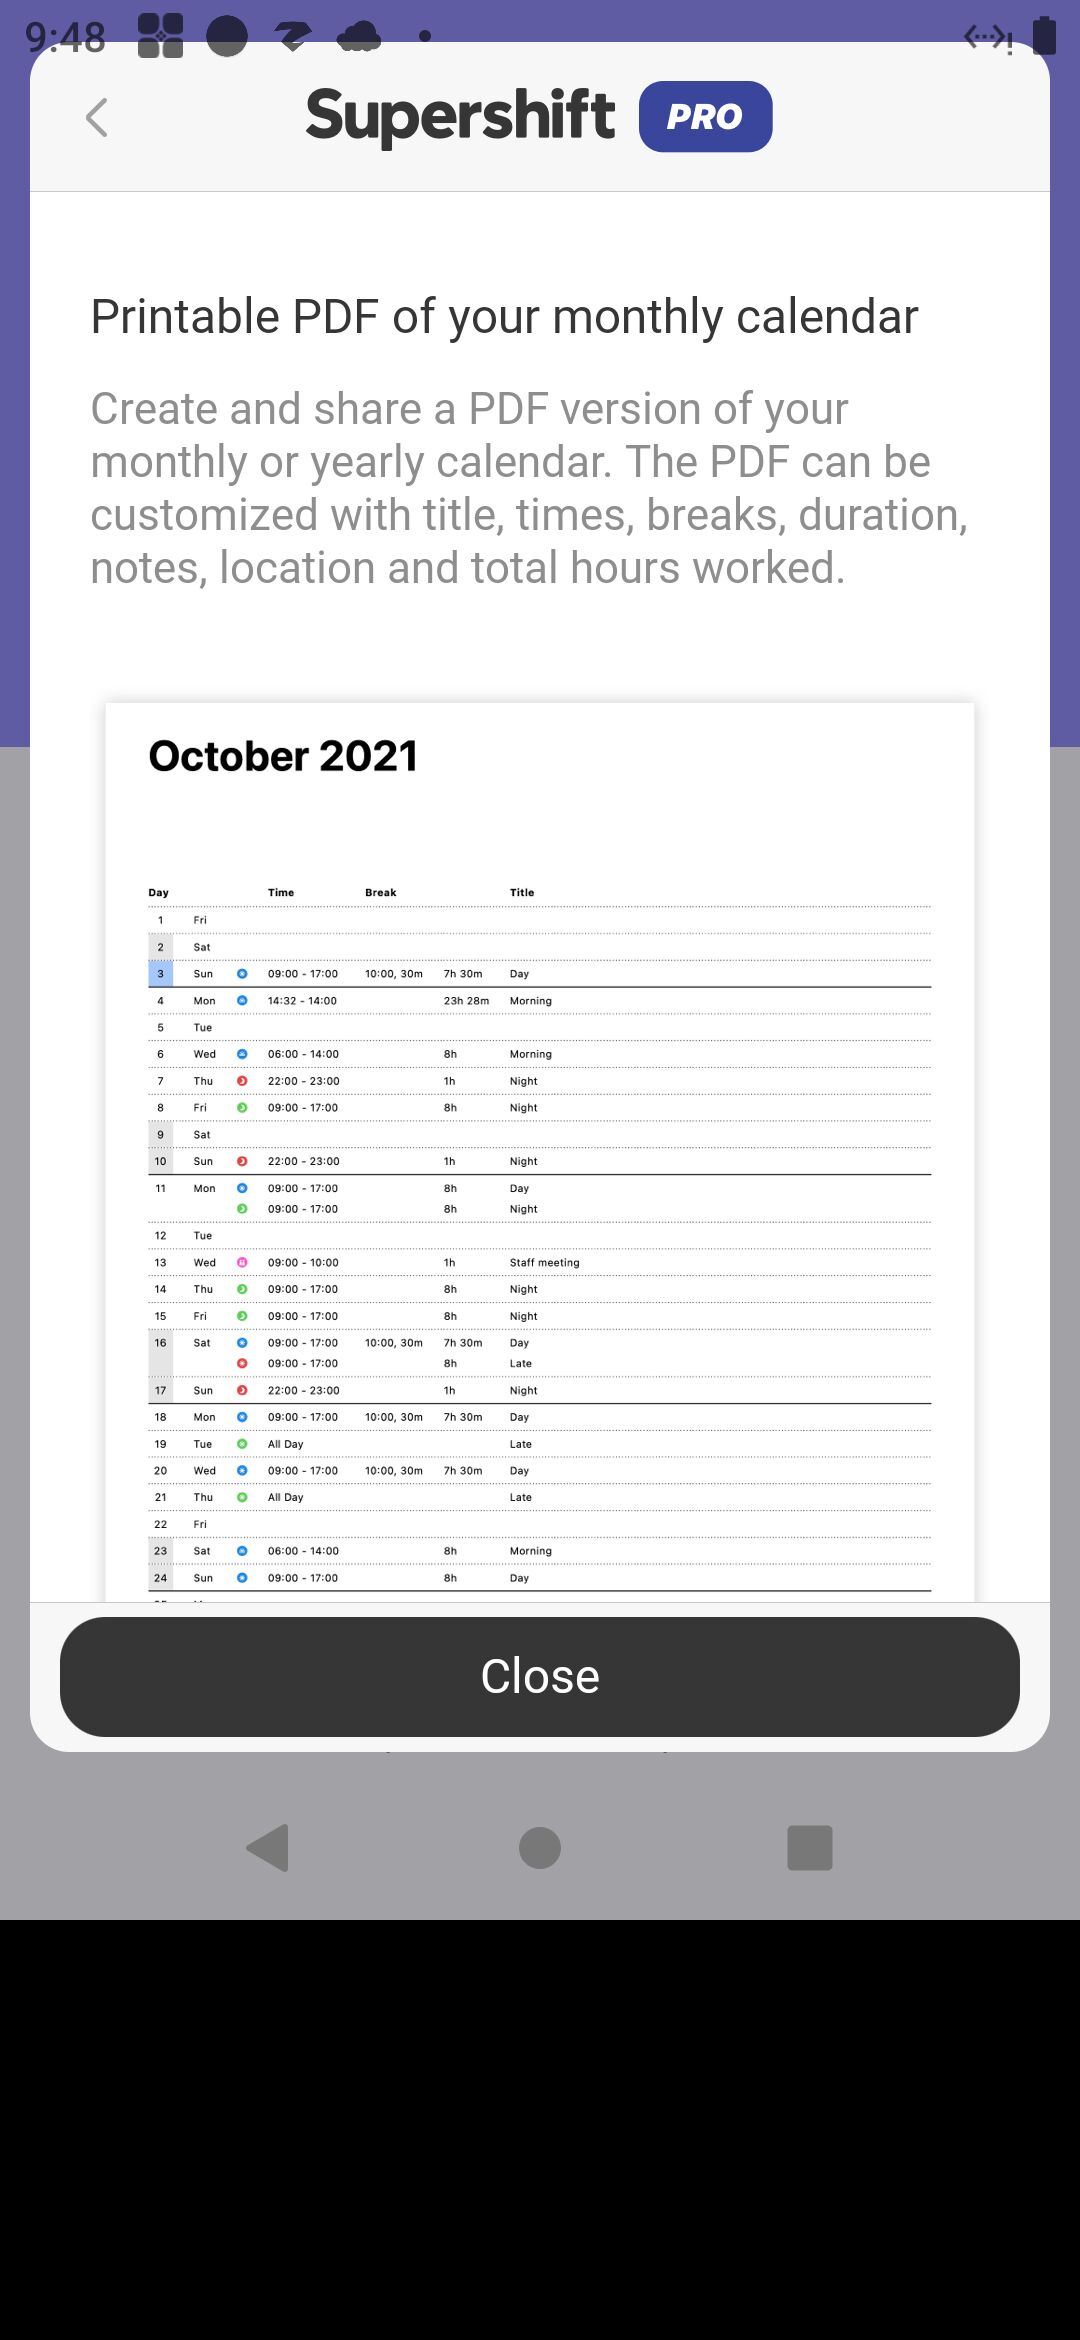 9:48
Supershift PRO
Printable PDF of your monthly calendar
Create and share a PDF version of your
monthly or yearly calendar. The PDF can be
customized with title, times, breaks, duration,
notes, location and total hours worked.
October 2021
Day Time Break Title
1 Fri
2 Sat
3 Sun 09:00 - 17:00 10:00, 30m 7h 30m Day
4 Mon 14:32 - 14:00 23h 28m Morning
5 Tue
6 Wed 06:00 - 14:00 8h Morning
7 Thu 22:00 - 23:00 1h Night
8 Fri 09:00 - 17:00 8h Night
9 Sat
10 Sun 22:00 - 23:00 1h Night
11 Mon 09:00 - 17:00 8h Day
09:00 - 17:00 8h Night
12 Tue
13 Wed 09:00 - 10:00 1h Staff meeting
14 Thu 09:00 - 17:00 8h Night
15 Fri 09:00 - 17:00 8h Night
16 Sat 09:00 - 17:00 10:00, 30m 7h 30m Day
09:00 - 17:00 8h Late
17 Sun 22:00 - 23:00 1h Night
18 Mon 09:00 - 17:00 10:00, 30m 7h 30m Day
19 Tue All Day Late
20 Wed 09:00 - 17:00 10:00, 30m 7h 30m Day
21 Thu All Day Late
22 Fri
23 Sat 06:00 - 14:00 8h Morning
24 Sun 09:00 - 17:00 8h Day
Close